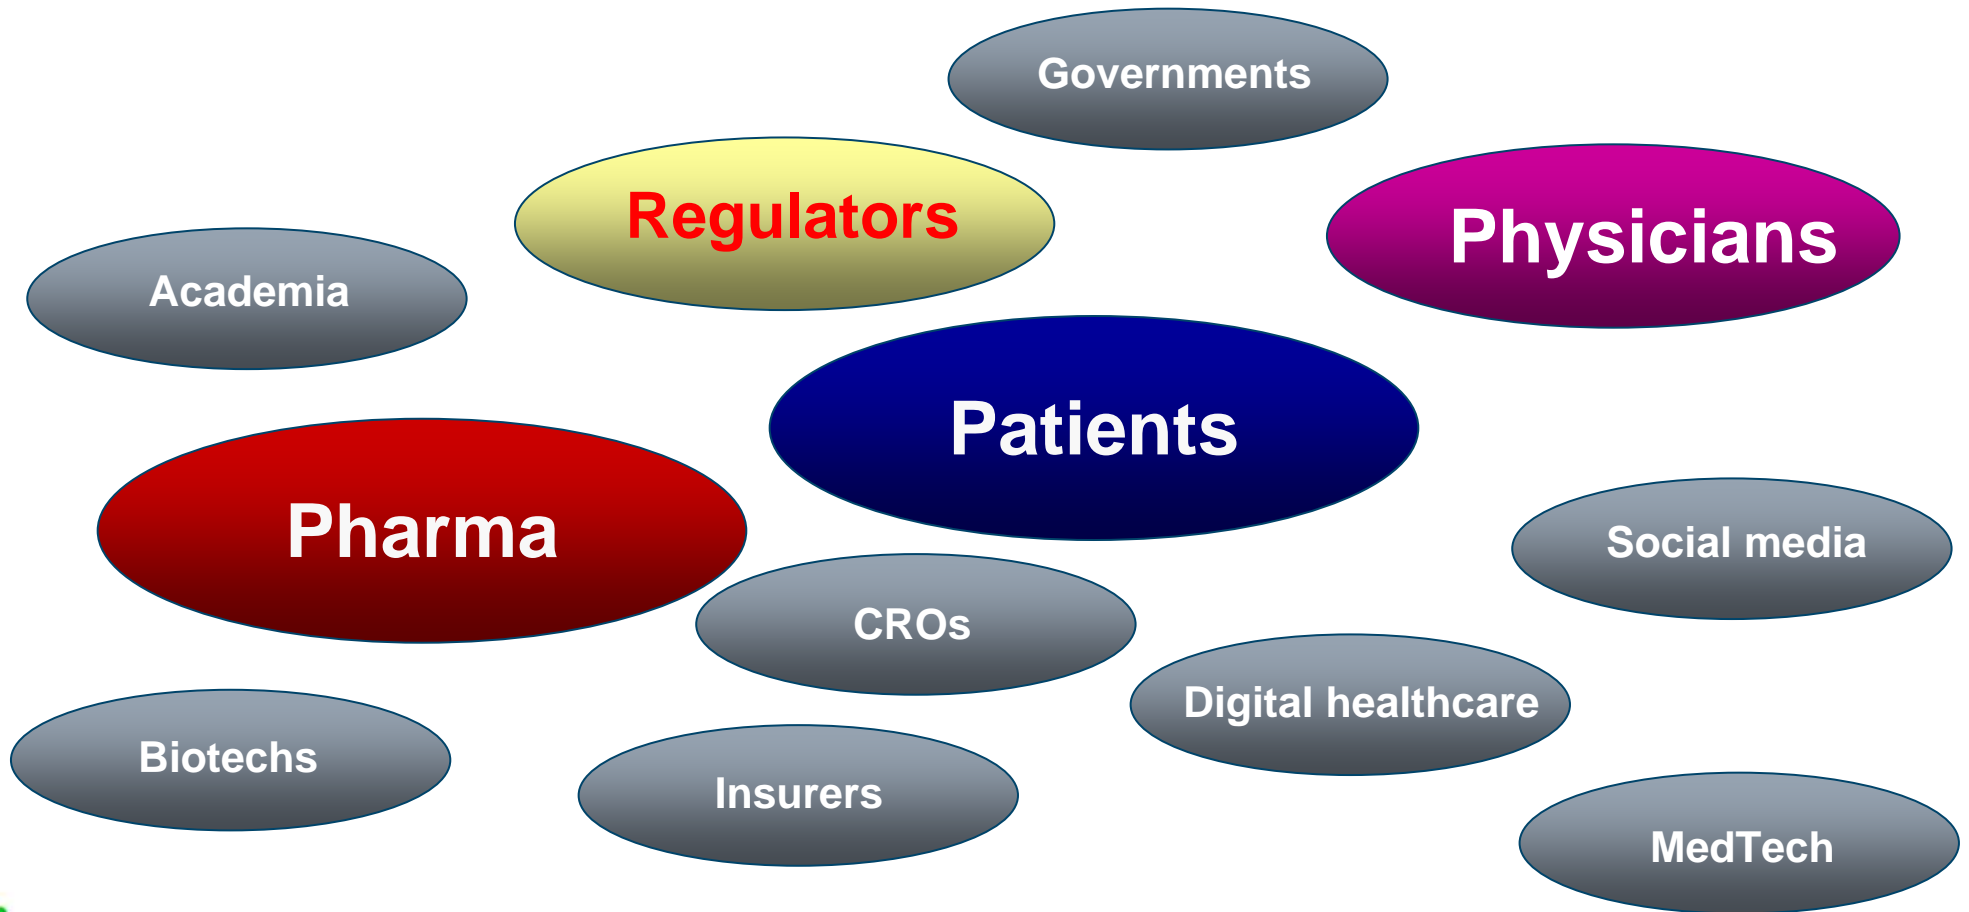 Governments
Regulators
Physicians
Academia
Patients
Pharma
Social media
CROs
Digital healthcare
Biotechs
Insurers
MedTech